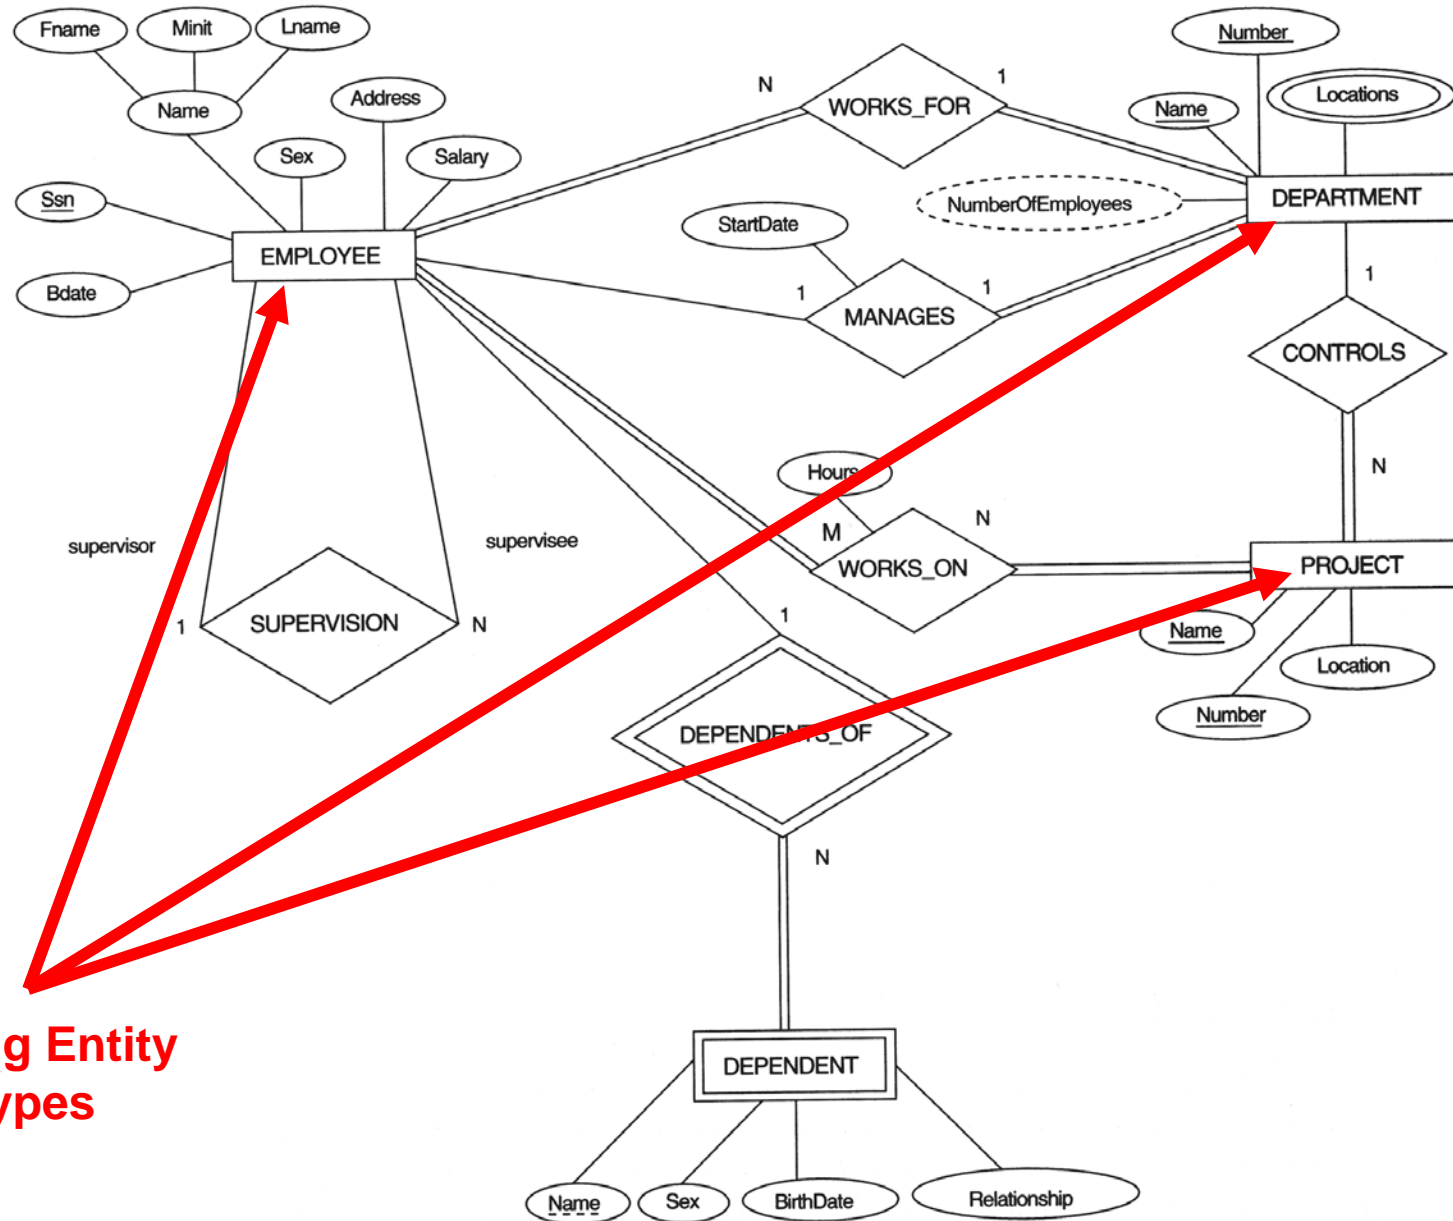 Fname
Minit
Lname
Number
Name
Address
Locations
N
1
WORKS_FOR
Name
Sex
Salary
Ssn
NumberOfEmployees
DEPARTMENT
StartDate
EMPLOYEE
1
Bdate
1
1
MANAGES
CONTROLS
Hours
N
M
N
supervisor
supervisee
WORKS_ON
PROJECT
1
SUPERVISION
N
1
Name
Location
Number
DEPENDENTS_OF
N
g Entity
ypes
DEPENDENT
Name
Sex
BirthDate
Relationship